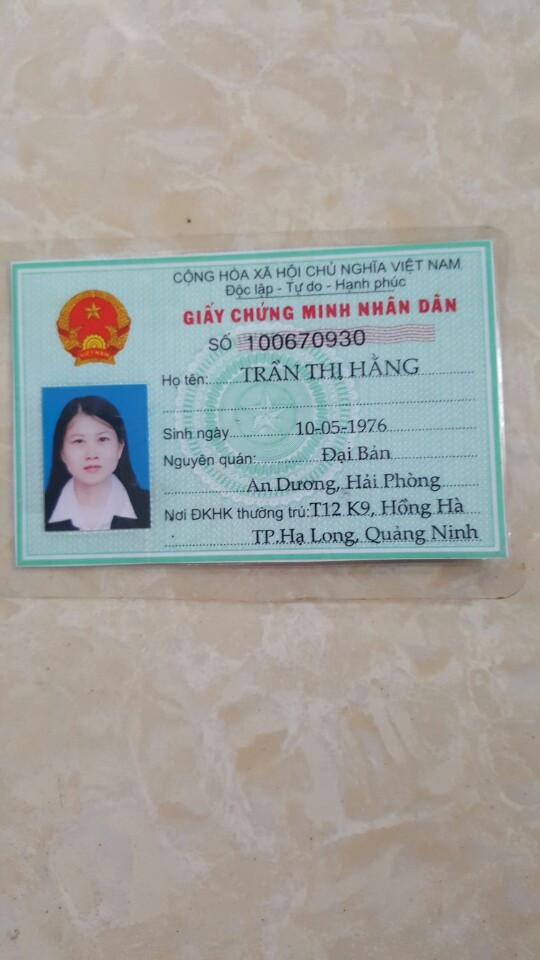 CỘNG HÒA XÃ HỘI CHỦ NGHĨA VIỆT NAM
Độc lập - Tự do - Hạnh phúc
GIẤY CHỨNG MINH NHÂN DÂN
SỐ 100670930
Họ tên: TRẦN THỊ HẰNG
Sinh ngày 10-05-1976
Nguyên quán: Đại Bản
An Dương, Hải Phòng
Nơi ĐKHK thường trú: T12 K9, Hồng Hà
TP.Hạ Long, Quảng Ninh
VIỆT NAM